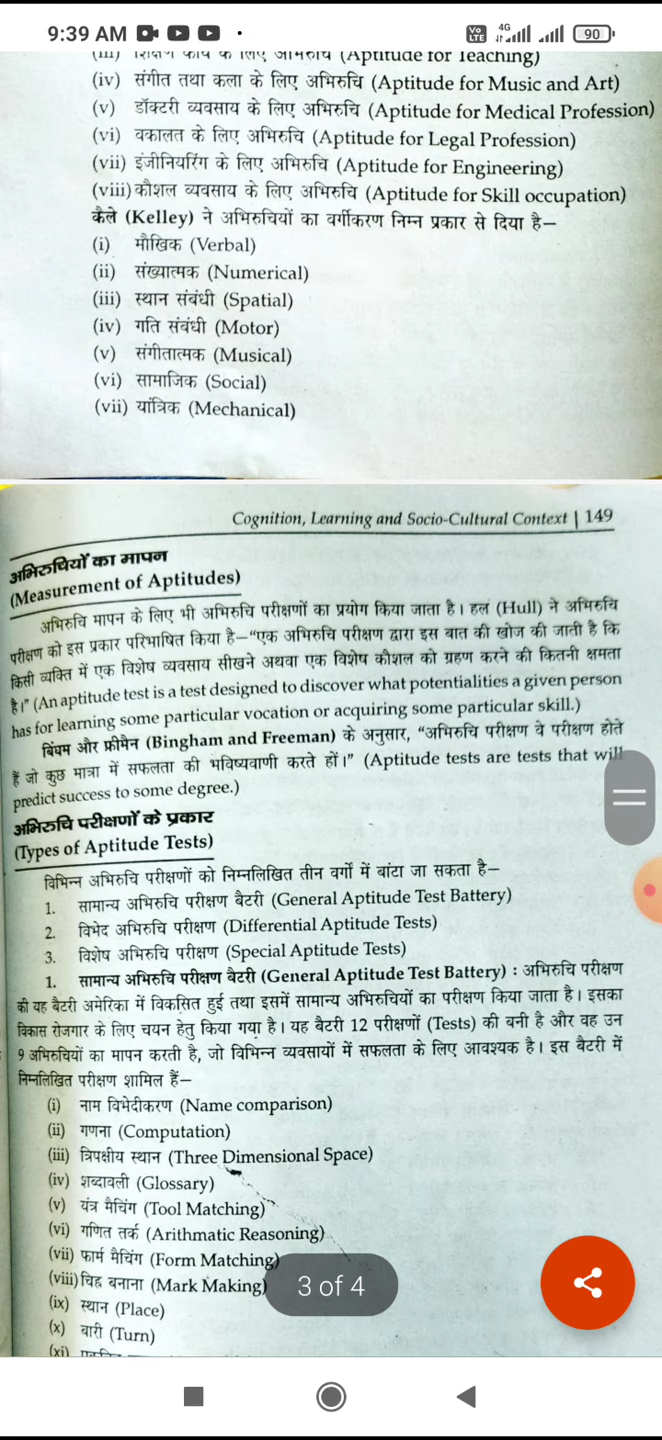 9:39 AM
Vo LTE 4G 90
(iii) शिक्षण कार्य के लिए अभिरुचि (Aptitude for Teaching)
(iv) संगीत तथा कला के लिए अभिरुचि (Aptitude for Music and Art)
(v) डॉक्टरी व्यवसाय के लिए अभिरुचि (Aptitude for Medical Profession)
(vi) वकालत के लिए अभिरुचि (Aptitude for Legal Profession)
(vii) इंजीनियरिंग के लिए अभिरुचि (Aptitude for Engineering)
(viii) कौशल व्यवसाय के लिए अभिरुचि (Aptitude for Skill occupation)
कैले (Kelley) ने अभिरुचियों का वर्गीकरण निम्न प्रकार से दिया है—
(i) मौखिक (Verbal)
(ii) संख्यात्मक (Numerical)
(iii) स्थान संबंधी (Spatial)
(iv) गति संबंधी (Motor)
(v) संगीतात्मक (Musical)
(vi) सामाजिक (Social)
(vii) यांत्रिक (Mechanical)
Cognition, Learning and Socio-Cultural Context | 149
अभिरुचियों का मापन
(Measurement of Aptitudes)
अभिरुचि मापन के लिए भी अभिरुचि परीक्षणों का प्रयोग किया जाता है। हल (Hull) ने अभिरुचि
परीक्षण को इस प्रकार परिभाषित किया है—“एक अभिरुचि परीक्षण द्वारा इस बात की खोज की जाती है कि
किसी व्यक्ति में एक विशेष व्यवसाय सीखने अथवा एक विशेष कौशल को ग्रहण करने की कितनी क्षमता
है।” (An aptitude test is a test designed to discover what potentialities a given person
has for learning some particular vocation or acquiring some particular skill.)
बिंघम और फ्रीमैन (Bingham and Freeman) के अनुसार, “अभिरुचि परीक्षण वे परीक्षण होते
हैं जो कुछ मात्रा में सफलता की भविष्यवाणी करते हों।” (Aptitude tests are tests that will
predict success to some degree.)
अभिरुचि परीक्षणों के प्रकार
(Types of Aptitude Tests)
विभिन्न अभिरुचि परीक्षणों को निम्नलिखित तीन वर्गों में बांटा जा सकता है—
1. सामान्य अभिरुचि परीक्षण बैटरी (General Aptitude Test Battery)
2. विभेद अभिरुचि परीक्षण (Differential Aptitude Tests)
3. विशेष अभिरुचि परीक्षण (Special Aptitude Tests)
1. सामान्य अभिरुचि परीक्षण बैटरी (General Aptitude Test Battery) : अभिरुचि परीक्षण
की यह बैटरी अमेरिका में विकसित हुई तथा इसमें सामान्य अभिरुचियों का परीक्षण किया जाता है। इसका
विकास रोजगार के लिए चयन हेतु किया गया है। यह बैटरी 12 परीक्षणों (Tests) की बनी है और वह उन
9 अभिरुचियों का मापन करती है, जो विभिन्न व्यवसायों में सफलता के लिए आवश्यक है। इस बैटरी में
निम्नलिखित परीक्षण शामिल हैं—
(i) नाम विभेदीकरण (Name comparison)
(ii) गणना (Computation)
(iii) त्रिपक्षीय स्थान (Three Dimensional Space)
(iv) शब्दावली (Glossary)
(v) यंत्र मैचिंग (Tool Matching)
(vi) गणित तर्क (Arithmatic Reasoning)
(vii) फार्म मैचिंग (Form Matching)
(viii) चिह्न बनाना (Mark Making)
3 of 4
(ix) स्थान (Place)
(x) बारी (Turn)
(xi)